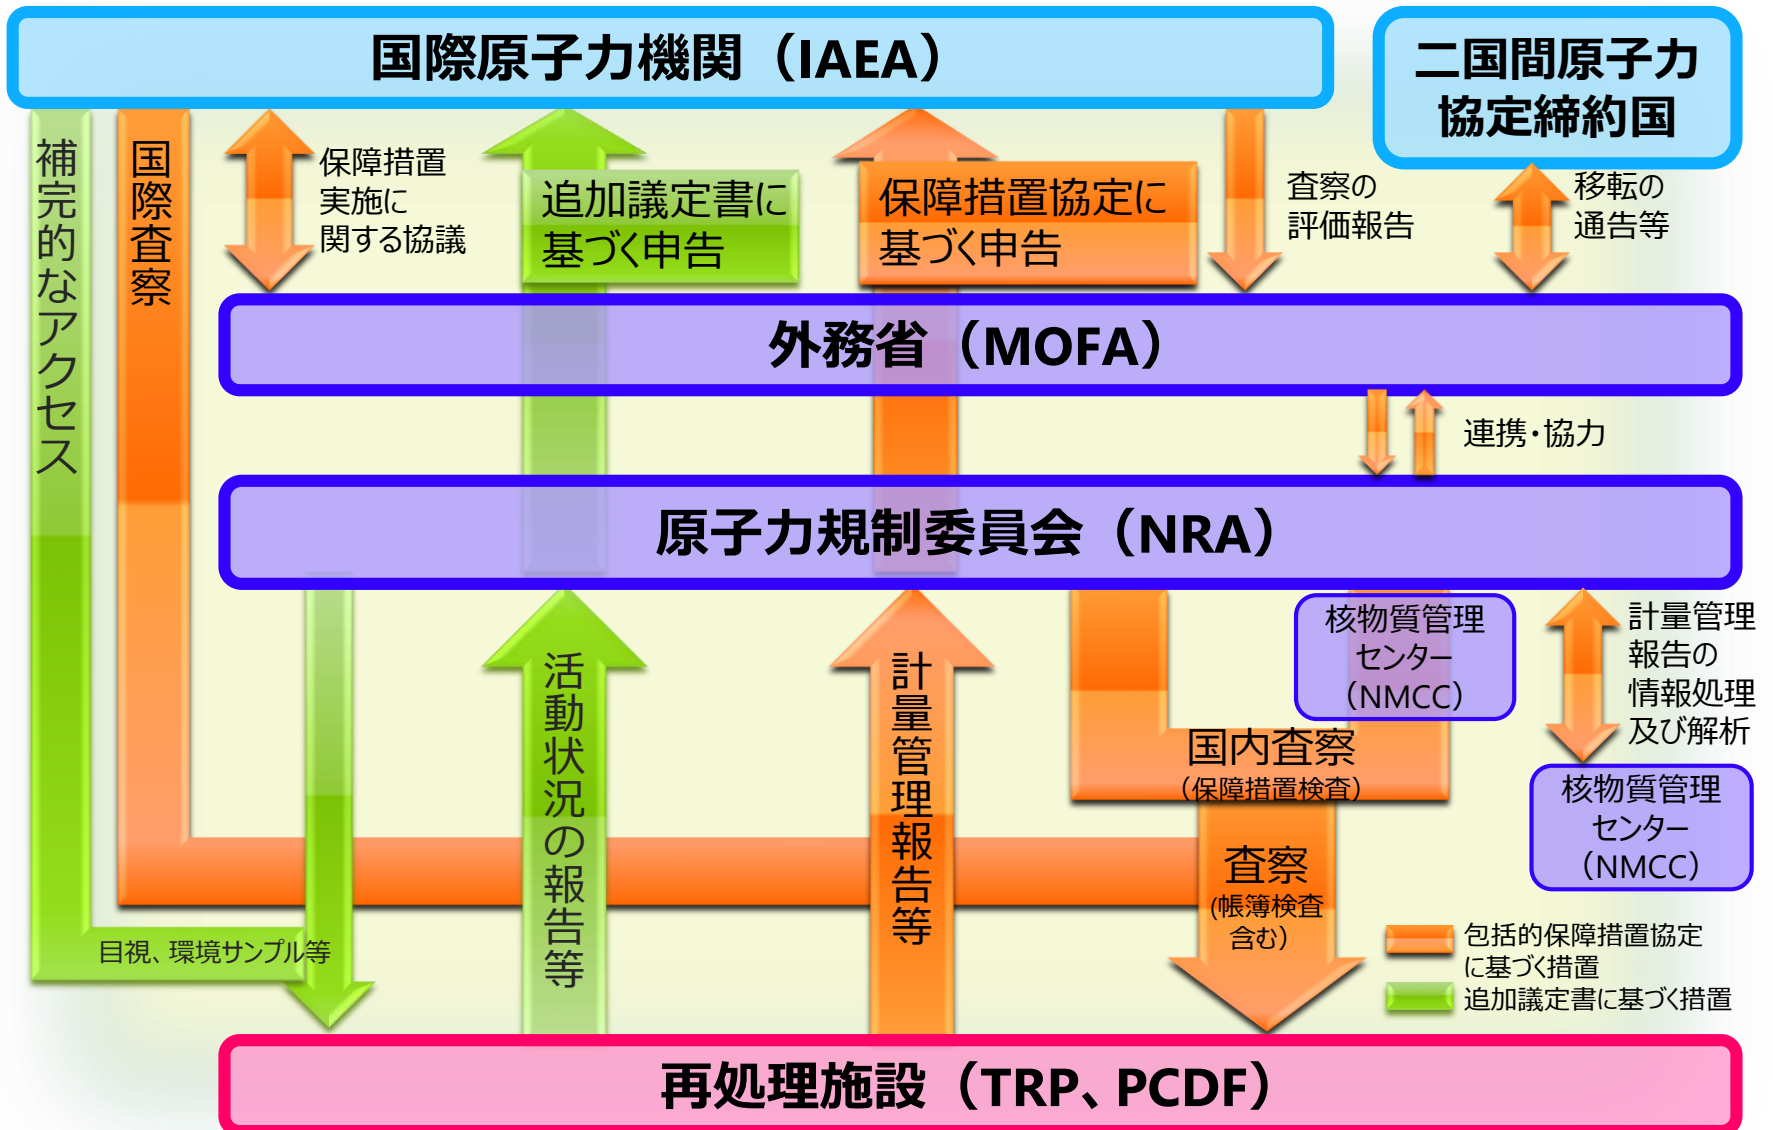 国際原子力機関（IAEA）
二国間原子力
協定締約国
補完的なアクセス
国際査察
保障措置
実施に
関する協議
追加議定書に
基づく申告
保障措置協定に
基づく申告
査察の
評価報告
移転の
通告等
外務省（MOFA）
連携・協力
原子力規制委員会（NRA）
活動状況の報告等
計量管理報告等
核物質管理
センター
（NMCC）
計量管理
報告の
情報処理
及び解析
国内査察
（保障措置検査）
核物質管理
センター
（NMCC）
査察
（帳簿検査
含む）
目視、環境サンプル等
包括的保障措置協定
に基づく措置
追加議定書に基づく措置
再処理施設（TRP、PCDF）